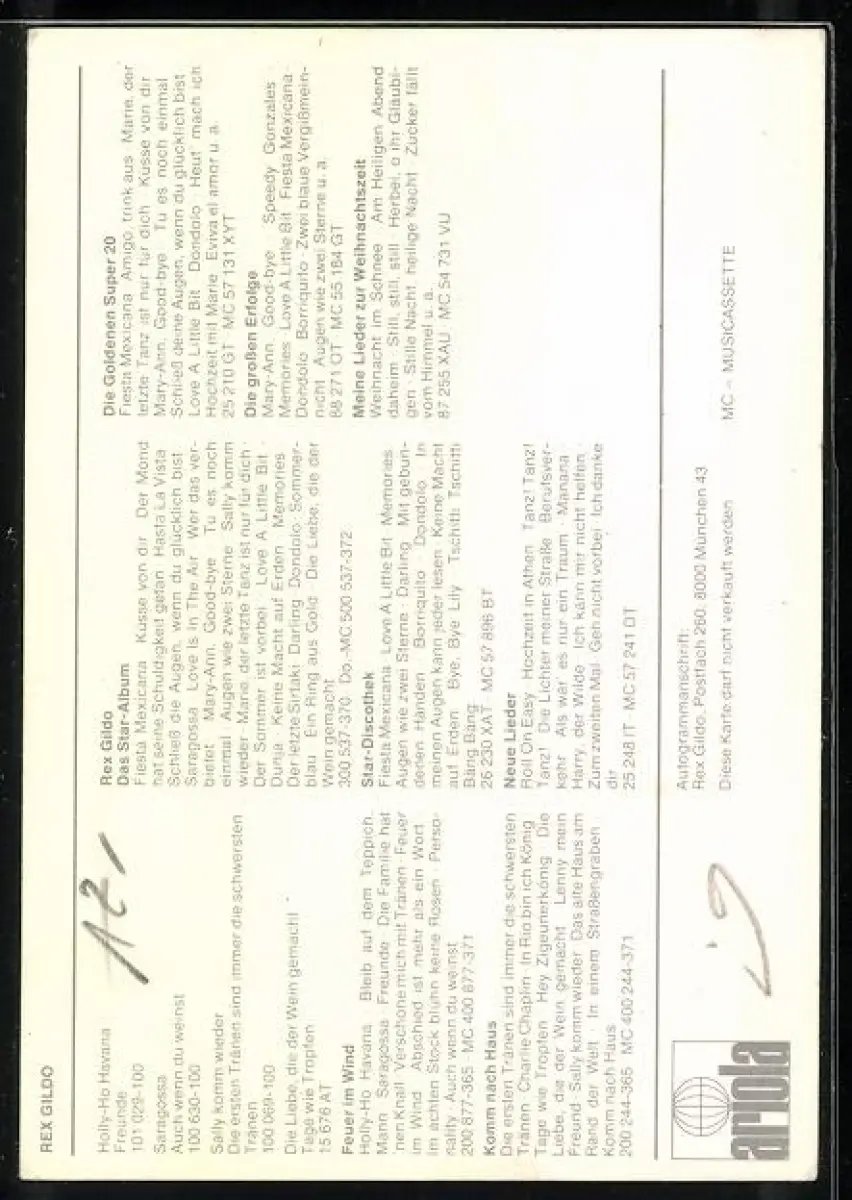 REX GILDO
Holly-Ho Havana
Freunde
101 029-100
Saragossa
Auch wenn du weinst
100 630-100
Sally komm wieder
Die ersten Tränen sind immer die schwersten
Tränen
100 069-100
Die Liebe, die der Wein gemacht
Tage wie Tropfen
15 676 AT
Feuer im Wind
Holly-Ho Havana · Bleib auf dem Teppich,
Mann · Saragossa · Freunde · Die Familie hat
nen Knall · Verschone mich mit Tränen · Feuer
im Wind · Abschied ist mehr als ein Wort ·
Im achten Stock blühn keine Rosen · Perso-
nality · Auch wenn du weinst
200 877-365 · MC 400 877-371
Komm nach Haus
Die ersten Tränen sind immer die schwersten
Tränen · Charlie Chaplin · In Rio bin ich König ·
Tage wie Tropfen · Hey Zigeunerkönig · Die
Liebe, die der Wein gemacht · Lenny mein
Freund · Sally komm wieder · Das alte Haus am
Rand der Welt · In einem Straßengraben ·
Komm nach Haus
200 244-365 MC 400 244-371
Rex Gildo
Das Star-Album
Fiesta Mexicana · Küsse von dir · Der Mond
hat seine Schuldigkeit getan · Hasta La Vista ·
Schließ die Augen, wenn du glücklich bist ·
Saragossa · Love Is In The Air · Wer das ver-
bietet · Mary-Ann, Good-bye · Tu es noch
einmal · Augen wie zwei Sterne · Sally komm
wieder · Marie der letzte Tanz ist nur für dich ·
Der Sommer ist vorbei · Love A Little Bit ·
Dunja · Keine Macht auf Erden · Memories ·
Der letzte Sirtaki · Darling · Dondolo · Sommer-
blau · Ein Ring aus Gold · Die Liebe, die der
Wein gemacht
300 537-370 · Do.-MC 500 537-372
Star-Discothek
Fiesta Mexicana · Love A Little Bit · Memories ·
Augen wie zwei Sterne · Darling · Mit gebun-
denen Händen · Borriquito · Dondolo · In
meinen Augen kann jeder lesen · Keine Macht
auf Erden · Bye, Bye Lily · Tschitti Tschitti
Bäng Bäng
26 230 XAT MC 57 896 BT
Neue Lieder
Roll On Easy · Hochzeit in Athen · Tanz! Tanz!
Tanz! · Die Lichter meiner Straße · Berufsver-
kehr · Als wär es nur ein Traum · Manana ·
Harry, der Wilde · Ich kann mir nicht helfen ·
Zum zweiten Mal · Geh nicht vorbei · Ich danke
dir
25 248 IT · MC 57 241 DT
Die Goldenen Super 20
Fiesta Mexicana · Amigo, trink aus · Marie, der
letzte Tanz ist nur für dich · Küsse von dir ·
Mary-Ann, Good-bye · Tu es noch einmal ·
Schließ deine Augen, wenn du glücklich bist ·
Love A Little Bit · Dondolo · Heut' mach ich
Hochzeit mit Marie · Eviva el amor u. a.
25 210 GT MC 57 131 XYT
Die großen Erfolge
Mary-Ann, Good-bye · Speedy Gonzales ·
Memories · Love A Little Bit · Fiesta Mexicana ·
Dondolo · Borriquito · Zwei blaue Vergißmein-
nicht · Augen wie zwei Sterne u. a.
88 271 OT · MC 55 184 GT
Meine Lieder zur Weihnachtszeit
Weihnacht im Schnee · Am Heiligen Abend
daheim · Still, still, still · Herbei, o ihr Gläubi-
gen · Stille Nacht, heilige Nacht · Zucker fällt
vom Himmel u. a.
87 255 XAU · MC 54 731 VU
ariola
Autogrammanschrift:
Rex Gildo, Postfach 260, 8000 München 43
Diese Karte darf nicht verkauft werden
MC = MUSICASSETTE